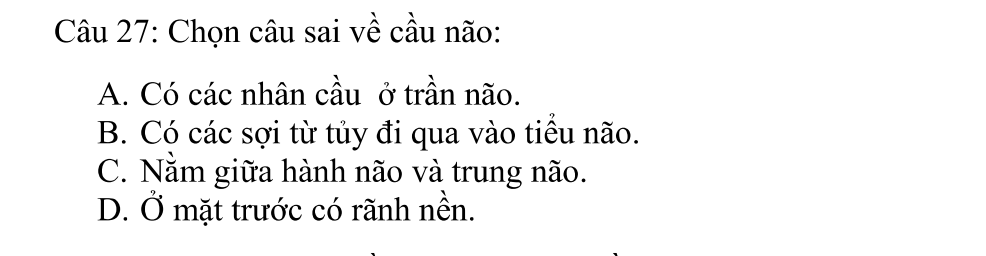 Câu 27: Chọn câu sai về cầu não:
A. Có các nhân cầu ở trần não.
B. Có các sợi từ tủy đi qua vào tiểu não.
C. Nằm giữa hành não và trung não.
D. Ở mặt trước có rãnh nền.